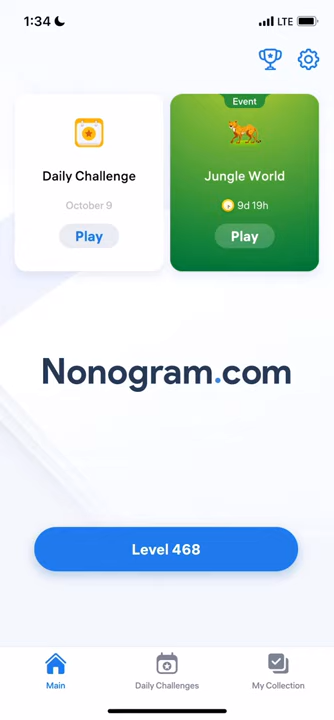 1:34
LTE
Daily Challenge
October 9
Play
Event
Jungle World
9d 19h
Play
Nonogram.com
Level 468
Main
Daily Challenges
My Collection